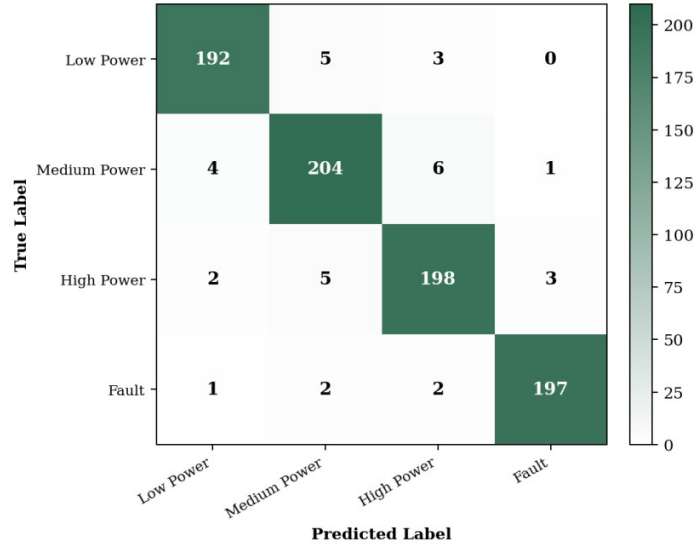 Low Power 192 5 3 0
Medium Power 4 204 6 1
High Power 2 5 198 3
Fault 1 2 2 197
True Label
Low Power Medium Power High Power Fault
Predicted Label
200
175
150
125
100
75
50
25
0